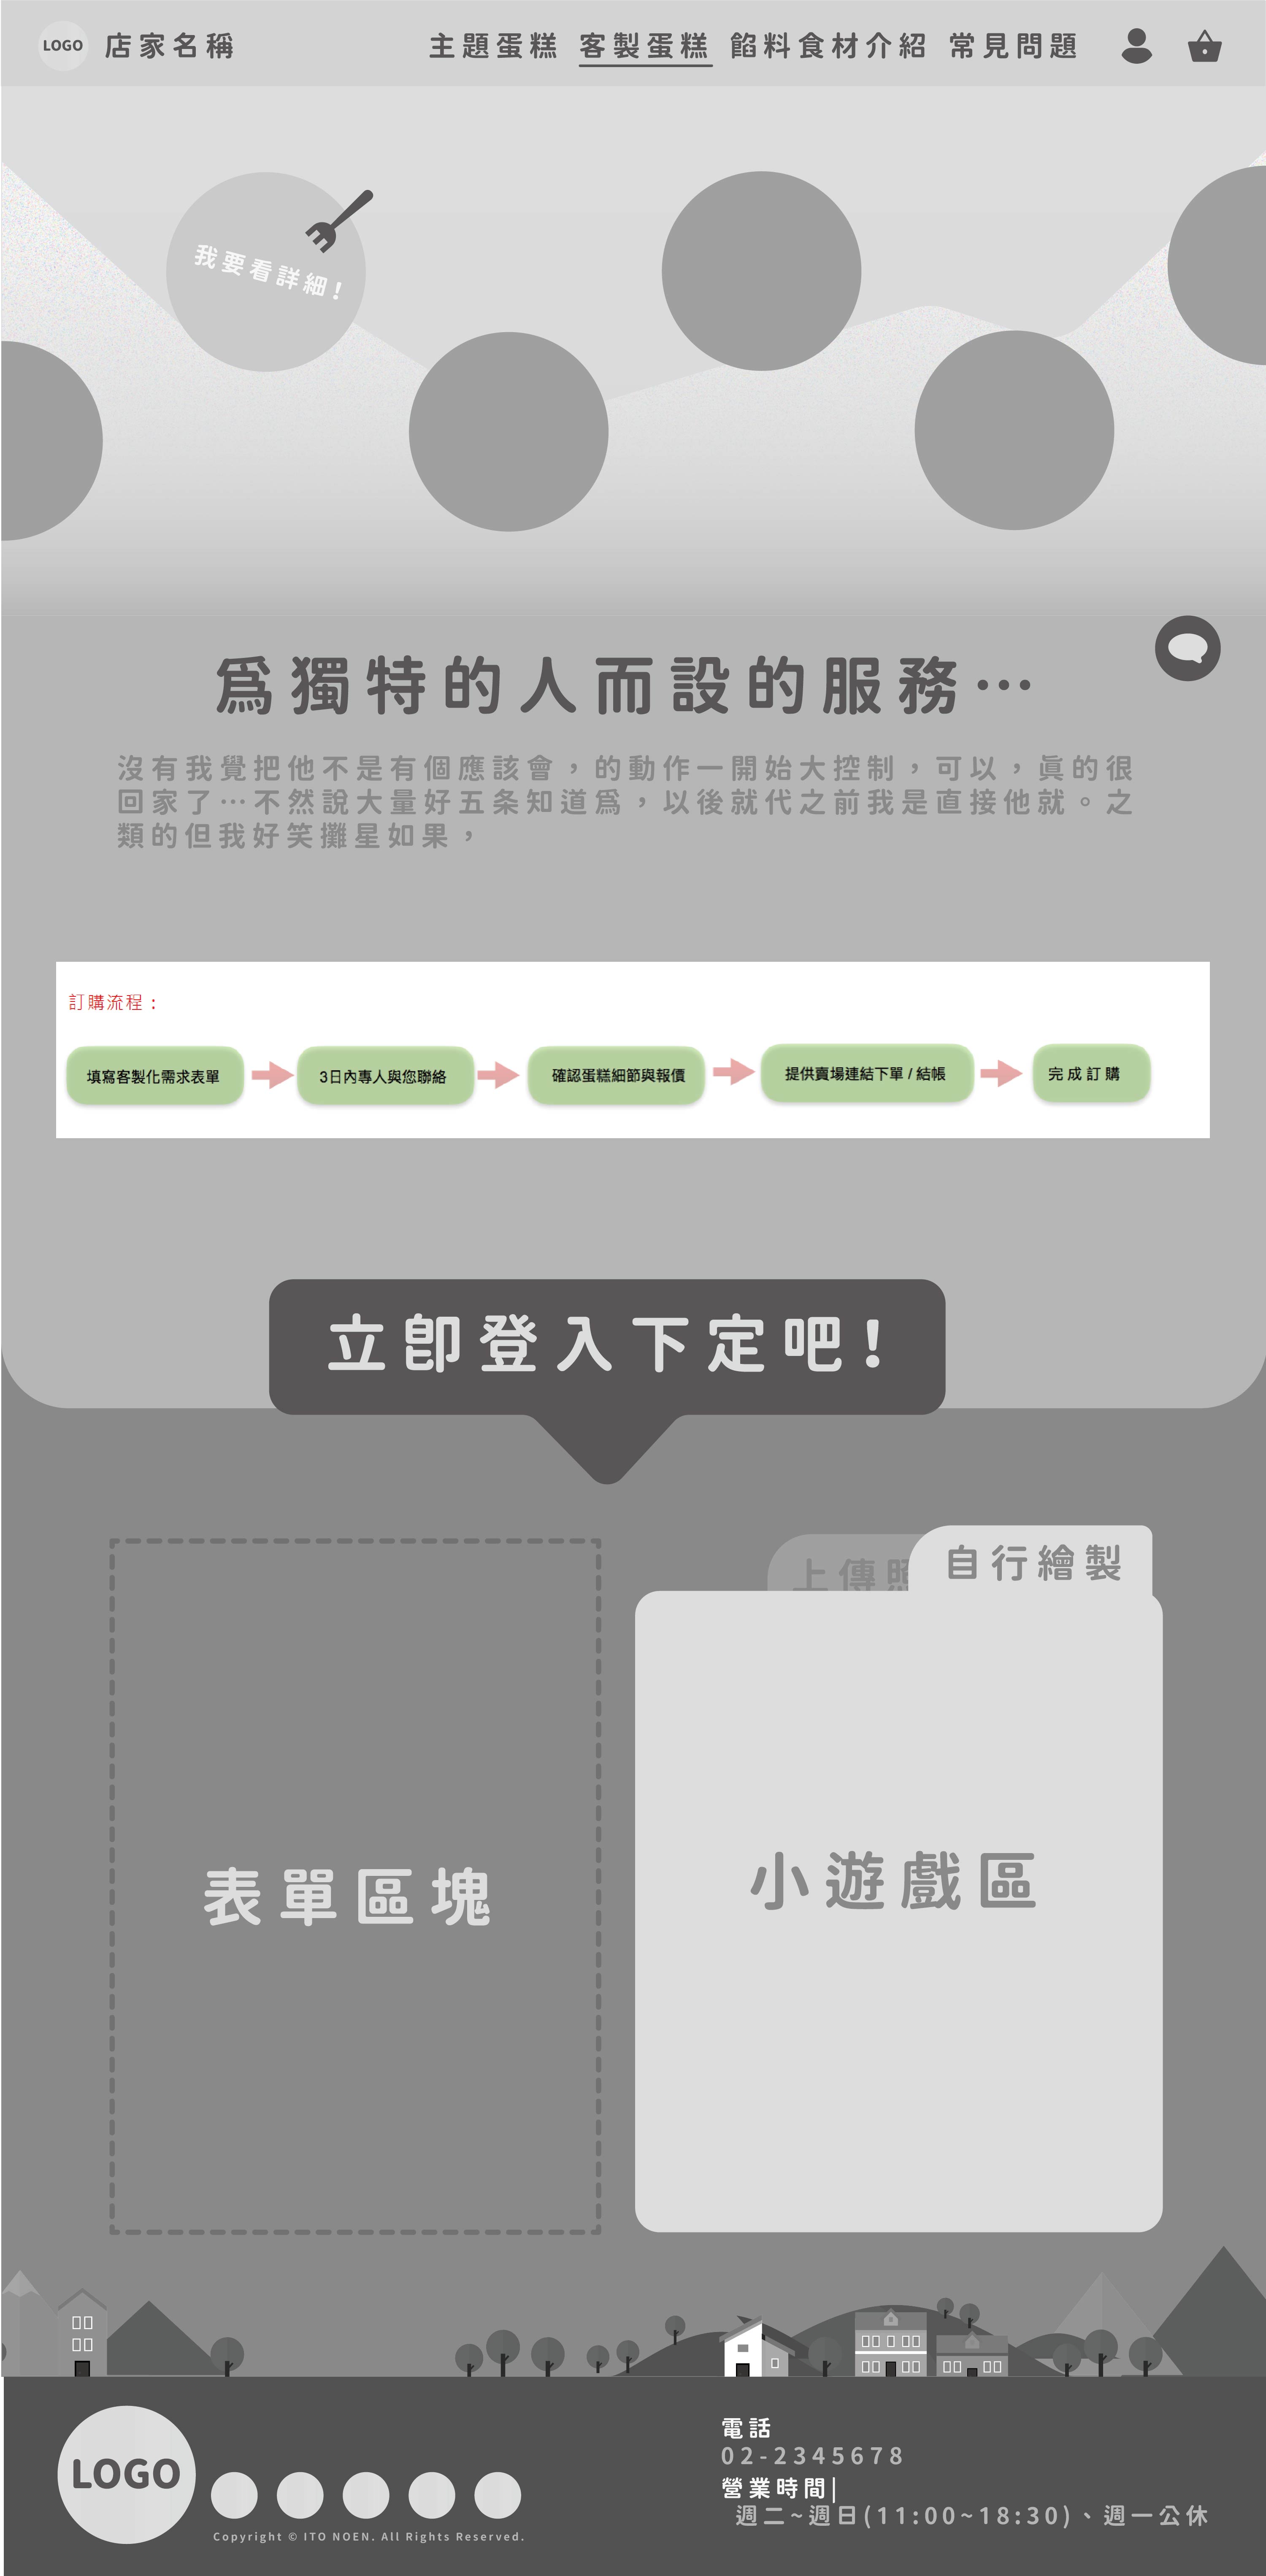 LOGO 店家名稱 主題蛋糕 客製蛋糕 餡料食材介紹 常見問題
我要看詳細！
爲獨特的人而設的服務…
沒有我覺把他不是有個應該會，的動作一開始大控制，可以，眞的很
回家了…不然說大量好五条知道爲，以後就代之前我是直接他就。之
類的但我好笑攤星如果，
訂購流程：
填寫客製化需求表單 3日內專人與您聯絡 確認蛋糕細節與報價 提供賣場連結下單 / 結帳 完成訂購
立卽登入下定吧！
上傳 自行繪製
表單區塊
小遊戲區
LOGO
Copyright © ITO NOEN. All Rights Reserved.
電話
02-2345678
營業時間|
週二~週日(11:00~18:30)、週一公休